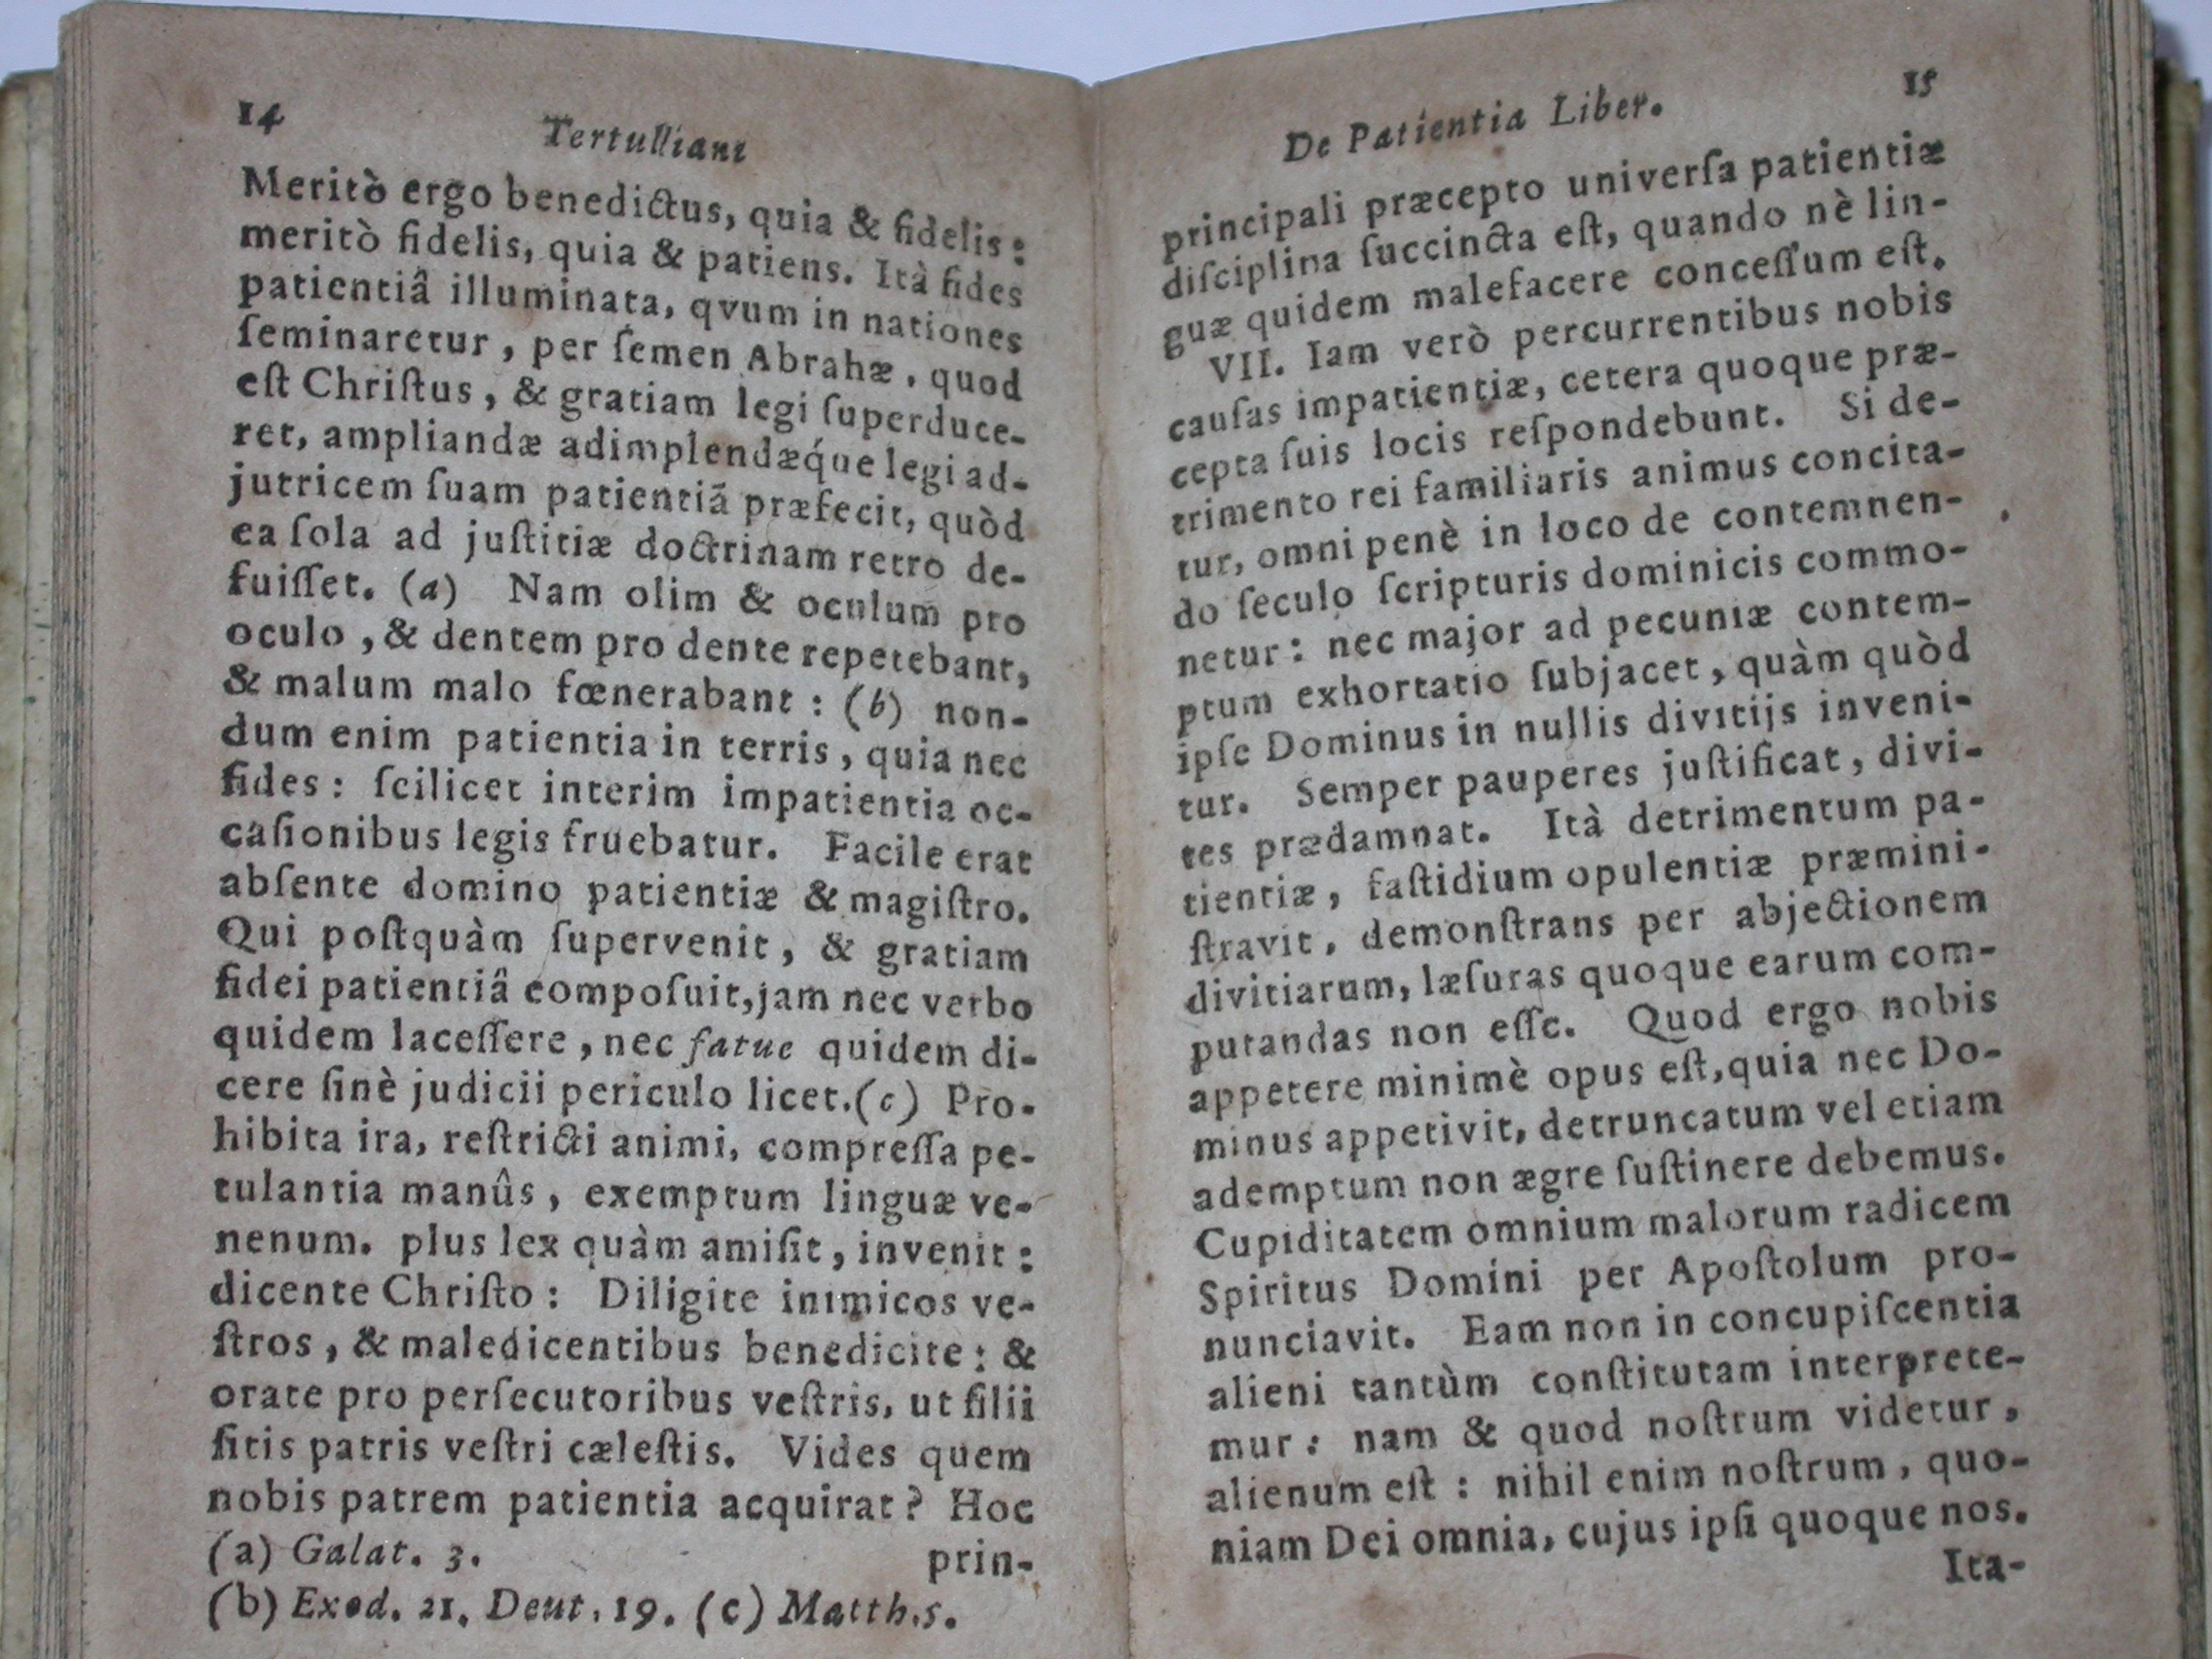 14
Tertulliani
Meritò ergo benedictus, quia & fidelis:
meritò fidelis, quia & patiens. Ità fides
patientiâ illuminata, qvum in nationes
ſeminaretur, per ſemen Abrahæ, quod
eſt Chriſtus, & gratiam legi ſuperduce-
ret, ampliandæ adimplendæq́ue legi ad-
jutricem ſuam patientiã præfecit, quòd
ea ſola ad juſtitiæ doctrinam retro de-
fuiſſet. (a) Nam olim & oculum pro
oculo, & dentem pro dente repetebant,
& malum malo fœnerabant: (b) non-
dum enim patientia in terris, quia nec
fides: ſcilicet interim impatientia oc-
caſionibus legis fruebatur. Facile erat
abſente domino patientiæ & magiſtro.
Qui poſtquàm ſupervenit, & gratiam
fidei patientiâ compoſuit, jam nec verbo
quidem laceſſere, nec fatue quidem di-
cere ſinè judicii periculo licet. (c) Pro-
hibita ira, reſtricti animi, compreſſa pe-
tulantia manûs, exemptum linguæ ve-
nenum. plus lex quàm amiſit, invenit:
dicente Chriſto: Diligite inimicos ve-
ſtros, & maledicentibus benedicite: &
orate pro perſecutoribus veſtris, ut filii
ſitis patris veſtri cæleſtis. Vides quem
nobis patrem patientia acquirat? Hoc
(a) Galat. 3. prin-
(b) Exod. 21. Deut. 19. (c) Matth. 5.
De Patientia Liber. 15
principali præcepto univerſa patientiæ
diſciplina ſuccincta eſt, quando nè lin-
guæ quidem malefacere conceſſum eſt.
VII. Iam verò percurrentibus nobis
cauſas impatientiæ, cetera quoque præ-
cepta ſuis locis reſpondebunt. Si de-
trimento rei familiaris animus concita-
tur, omni penè in loco de contemnen-
do ſeculo ſcripturis dominicis commo-
netur: nec major ad pecuniæ contem-
ptum exhortatio ſubjacet, quàm quòd
ipſe Dominus in nullis divitijs inveni-
tur. Semper pauperes juſtificat, divi-
tes prædamnat. Ità detrimentum pa-
tientiæ, faſtidium opulentiæ præmini-
ſtravit, demonſtrans per abjectionem
divitiarum, læſuras quoque earum com-
putandas non eſſe. Quod ergo nobis
appetere minimè opus eſt, quia nec Do-
minus appetivit, detruncatum vel etiam
ademptum non ægre ſuſtinere debemus.
Cupiditatem omnium malorum radicem
Spiritus Domini per Apoſtolum pro-
nunciavit. Eam non in concupiſcentia
alieni tantùm conſtitutam interprete-
mur: nam & quod noſtrum videtur,
alienum eſt: nihil enim noſtrum, quo-
niam Dei omnia, cujus ipſi quoque nos.
Ita-